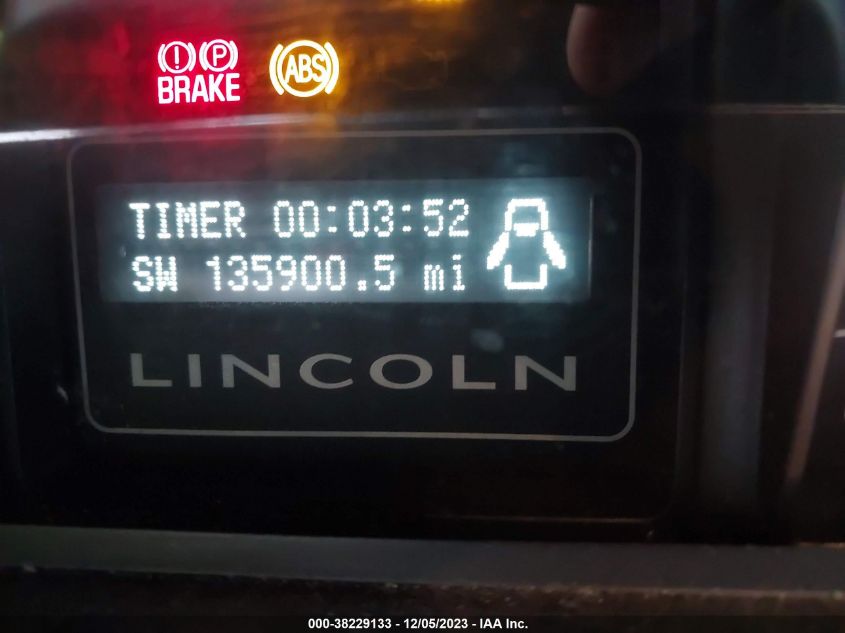 (!) (P)
BRAKE
ABS
TIMER 00:03:52
SW 135900.5 mi
LINCOLN
000-38229133 - 12/05/2023 - IAA Inc.